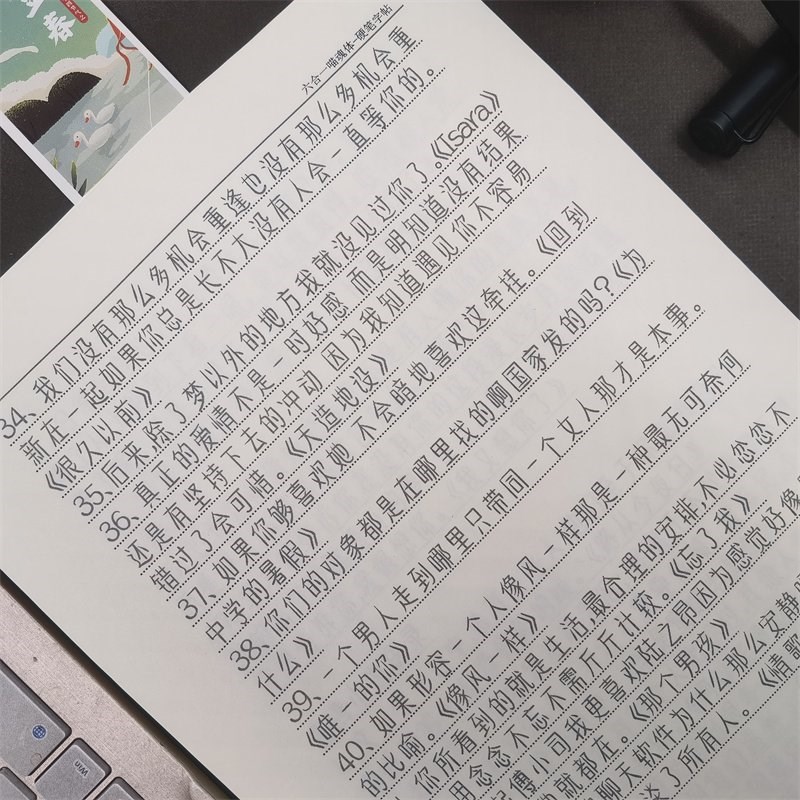 春
六合一喵魂体-硬笔字帖
34、我们没有那么多机会重逢也没有那么多机会重
新在一起如果你总是长不大没有人会一直等你的。
《很久以前》
35、后来除了梦以外的地方我就没见过你了。《Isara》
36、真正的爱情不是一时好感 而是明知道没有结果
还是有坚持下去的冲动 因为我知道遇见你不容易
错过了会可惜。《天造地设》
37、如果你够喜欢她 不会暗地喜欢这牵挂。《回到
中学的暑假》
38、你们的对象都是在哪里找的啊国家发的吗？《为
什么》
39、一个男人走到哪里只带同一个女人那才是本事。
《唯一的你》
40、如果形容一个人像风一样那是一种最无可奈何
的比喻。《像风一样》
你所看到的就是生活,最合理的安排不必忿忿不
用念念不忘不需斤斤计较。《忘了我》
傅小司我更喜欢陆之昂因为感觉好像
就都在。《那个男孩》
聊天软件为什么那么安静
淡了所有人。《情歌
Win